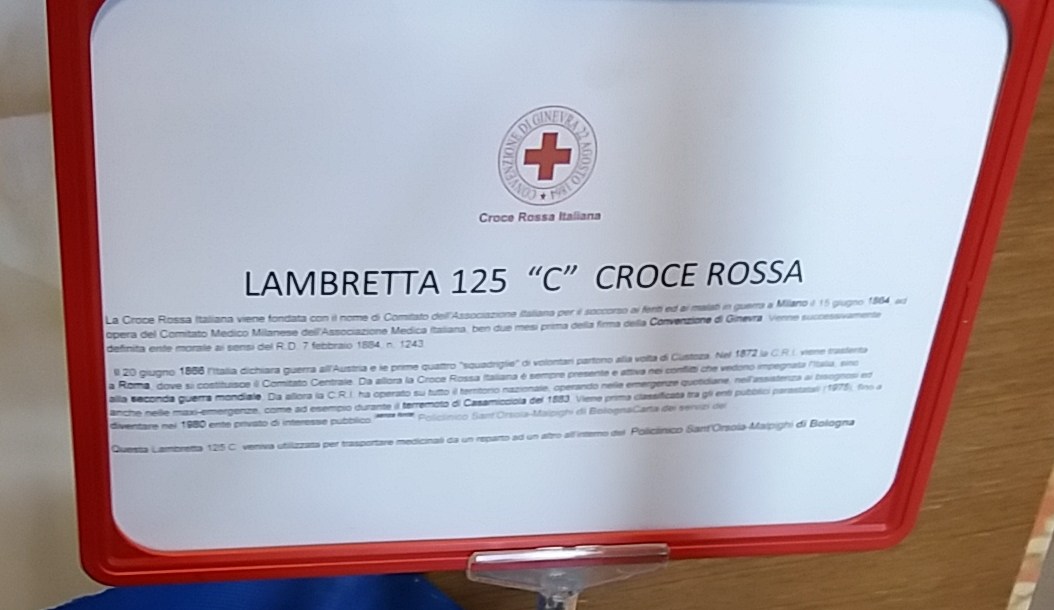 CONVENZIONE DI GINEVRA 22 AGOSTO 1864
Croce Rossa Italiana
LAMBRETTA 125 “C” CROCE ROSSA
La Croce Rossa Italiana viene fondata con il nome di Comitato dell'Associazione italiana per il soccorso ai feriti ed ai malati in guerra a Milano il 15 giugno 1864, ad
opera del Comitato Medico Milanese dell'Associazione Medica Italiana, ben due mesi prima della firma della Convenzione di Ginevra. Venne successivamente
definita ente morale ai sensi del R.D. 7 febbraio 1884, n. 1243
Il 20 giugno 1866 l'Italia dichiara guerra all'Austria e le prime quattro "squadriglie" di volontari partono alla volta di Custoza. Nel 1872 la C.R.I. viene trasferita
a Roma, dove si costituisce il Comitato Centrale. Da allora la Croce Rossa Italiana è sempre presente e attiva nei conflitti che vedono impegnata l'Italia, sino
alla seconda guerra mondiale. Da allora la C.R.I. ha operato su tutto il territorio nazionale, operando nelle emergenze quotidiane, nell'assistenza ai bisognosi ed
anche nelle maxi-emergenze, come ad esempio durante il terremoto di Casamicciola del 1883. Viene prima classificata tra gli enti pubblici parastatali (1975), fino a
diventare nel 1980 ente privato di interesse pubblico. Policlinico Sant'Orsola-Malpighi di BolognaCarta dei servizi del
Questa Lambretta 125 C veniva utilizzata per trasportare medicinali da un reparto ad un altro all'interno del Policlinico Sant'Orsola-Malpighi di Bologna